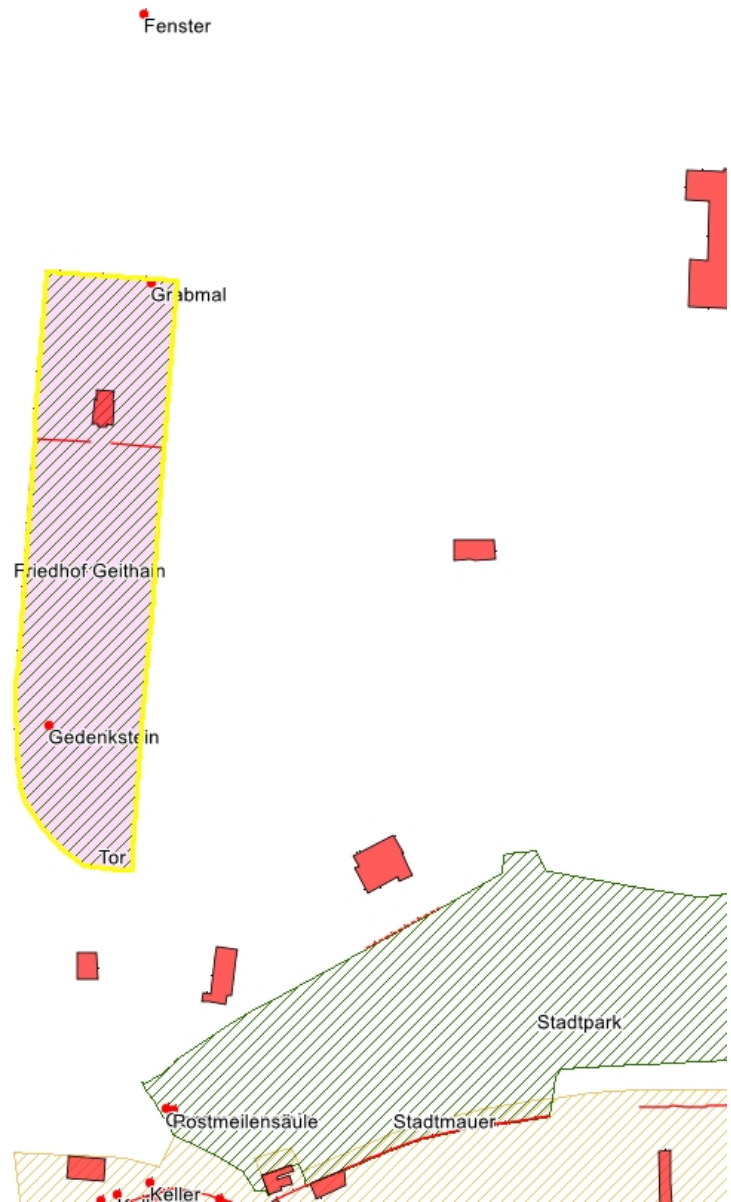 Fenster
Grabmal
Friedhof Geithain
Gedenkstein
Tor
Stadtpark
Postmeilensäule
Stadtmauer
Keller